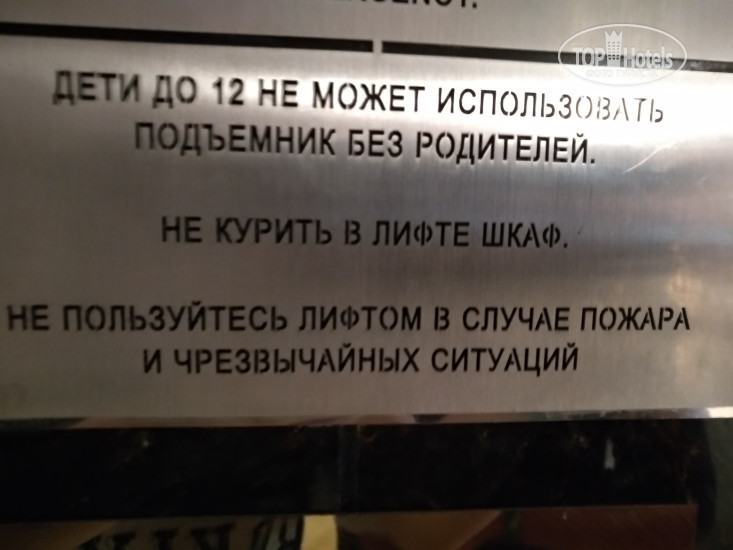 TOP Hotels
ДЕТИ ДО 12 НЕ МОЖЕТ ИСПОЛЬЗОВАТЬ
ПОДЪЕМНИК БЕЗ РОДИТЕЛЕЙ.
НЕ КУРИТЬ В ЛИФТЕ ШКАФ.
НЕ ПОЛЬЗУЙТЕСЬ ЛИФТОМ В СЛУЧАЕ ПОЖАРА
И ЧРЕЗВЫЧАЙНЫХ СИТУАЦИЙ